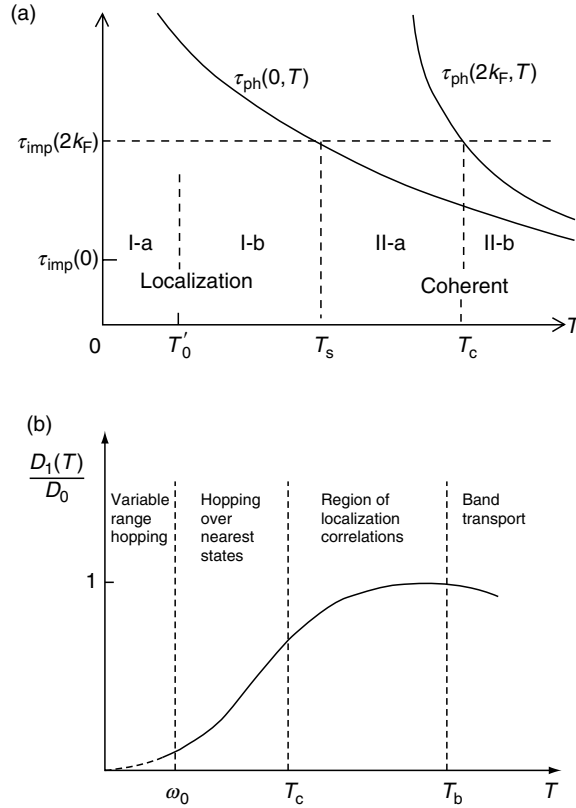 (a)
τph(0,T)
τph(2kF,T)
τimp(2kF)
I-a
I-b
II-a
II-b
τimp(0)
Localization
Coherent
0
T′0
Ts
Tc
T
(b)
D1(T)
D0
Variable
range
hopping
Hopping
over
nearest
states
Region of
localization
correlations
Band
transport
1
ω0
Tc
Tb
T